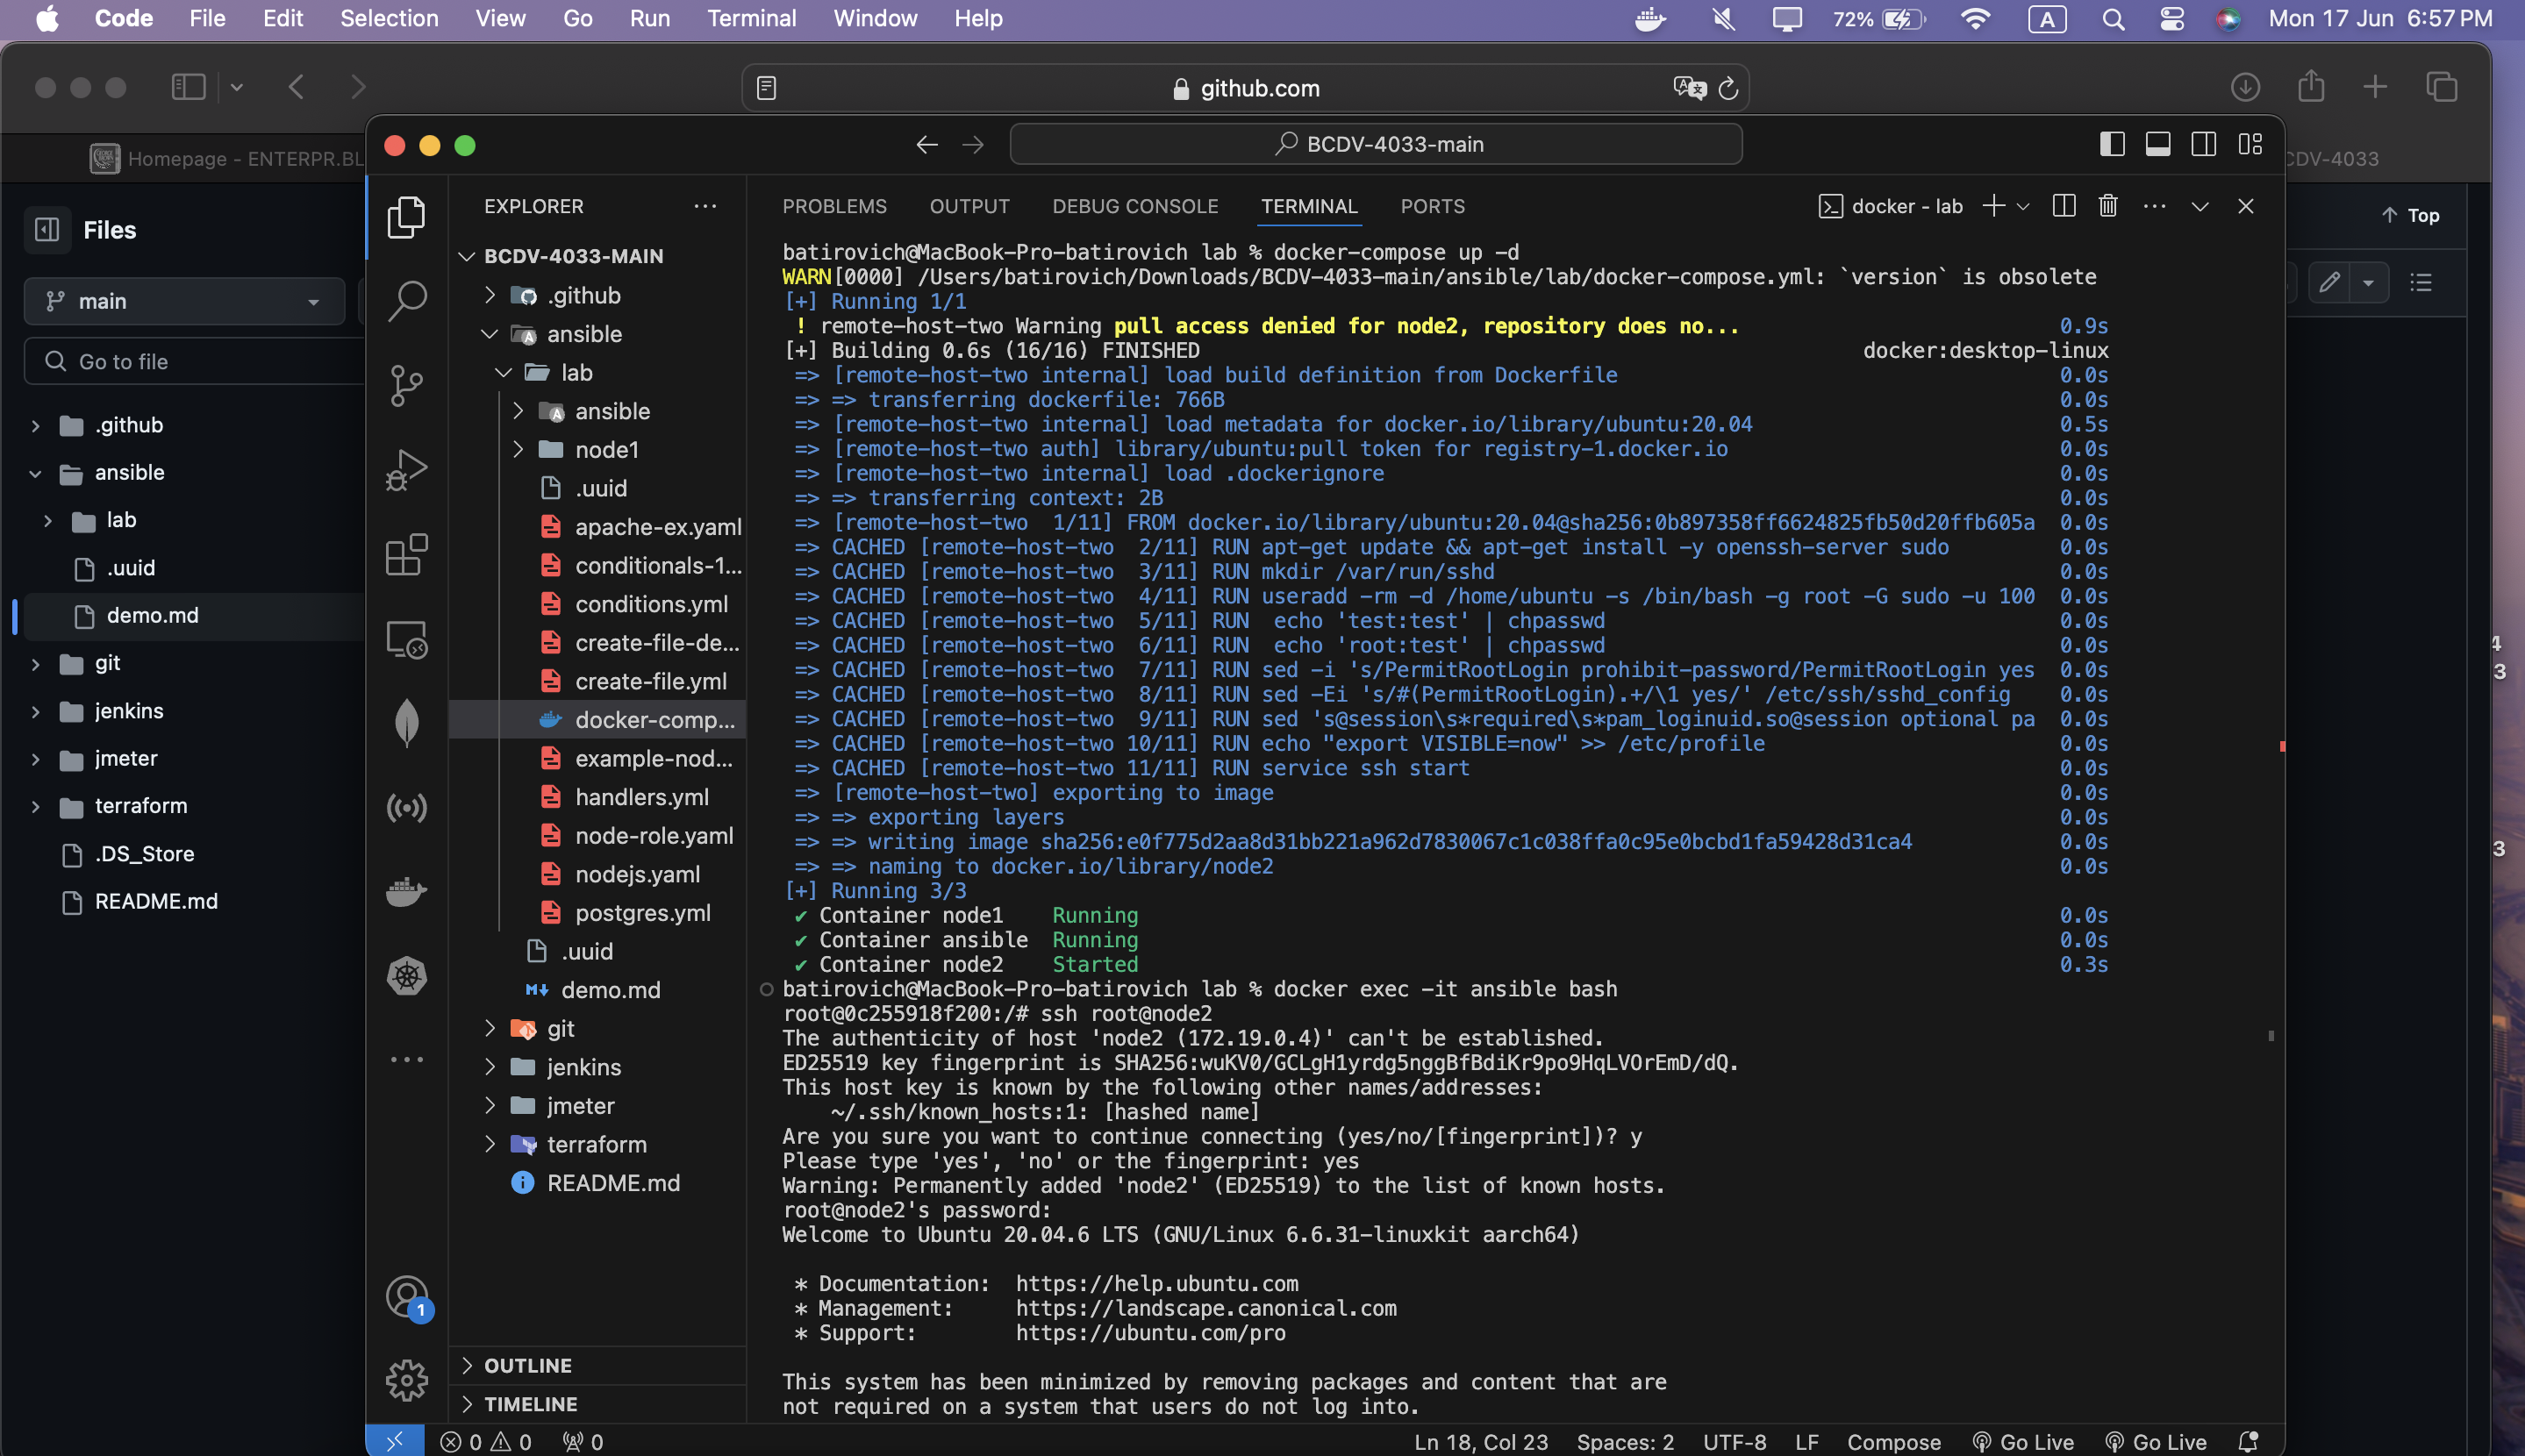 Code File Edit Selection View Go Run Terminal Window Help 72% A Mon 17 Jun 6:57 PM
github.com
Homepage - ENTERPR.BL
CDV-4033
BCDV-4033-main
Files
main
Go to file
.github
ansible
lab
.uuid
demo.md
git
jenkins
jmeter
terraform
.DS_Store
README.md
Top
EXPLORER
BCDV-4033-MAIN
.github
ansible
lab
ansible
node1
.uuid
apache-ex.yaml
conditionals-1...
conditions.yml
create-file-de...
create-file.yml
docker-comp...
example-nod...
handlers.yml
node-role.yaml
nodejs.yaml
postgres.yml
.uuid
demo.md
git
jenkins
jmeter
terraform
README.md
OUTLINE
TIMELINE
1
PROBLEMS OUTPUT DEBUG CONSOLE TERMINAL PORTS docker - lab
batirovich@MacBook-Pro-batirovich lab % docker-compose up -d
WARN[0000] /Users/batirovich/Downloads/BCDV-4033-main/ansible/lab/docker-compose.yml: `version` is obsolete
[+] Running 1/1
! remote-host-two Warning pull access denied for node2, repository does no... 0.9s
[+] Building 0.6s (16/16) FINISHED docker:desktop-linux
=> [remote-host-two internal] load build definition from Dockerfile 0.0s
=> => transferring dockerfile: 766B 0.0s
=> [remote-host-two internal] load metadata for docker.io/library/ubuntu:20.04 0.5s
=> [remote-host-two auth] library/ubuntu:pull token for registry-1.docker.io 0.0s
=> [remote-host-two internal] load .dockerignore 0.0s
=> => transferring context: 2B 0.0s
=> [remote-host-two 1/11] FROM docker.io/library/ubuntu:20.04@sha256:0b897358ff6624825fb50d20ffb605a 0.0s
=> CACHED [remote-host-two 2/11] RUN apt-get update && apt-get install -y openssh-server sudo 0.0s
=> CACHED [remote-host-two 3/11] RUN mkdir /var/run/sshd 0.0s
=> CACHED [remote-host-two 4/11] RUN useradd -rm -d /home/ubuntu -s /bin/bash -g root -G sudo -u 100 0.0s
=> CACHED [remote-host-two 5/11] RUN echo 'test:test' | chpasswd 0.0s
=> CACHED [remote-host-two 6/11] RUN echo 'root:test' | chpasswd 0.0s
=> CACHED [remote-host-two 7/11] RUN sed -i 's/PermitRootLogin prohibit-password/PermitRootLogin yes 0.0s
=> CACHED [remote-host-two 8/11] RUN sed -Ei 's/#(PermitRootLogin).+/\1 yes/' /etc/ssh/sshd_config 0.0s
=> CACHED [remote-host-two 9/11] RUN sed 's@session\s*required\s*pam_loginuid.so@session optional pa 0.0s
=> CACHED [remote-host-two 10/11] RUN echo "export VISIBLE=now" >> /etc/profile 0.0s
=> CACHED [remote-host-two 11/11] RUN service ssh start 0.0s
=> [remote-host-two] exporting to image 0.0s
=> => exporting layers 0.0s
=> => writing image sha256:e0f775d2aa8d31bb221a962d7830067c1c038ffa0c95e0bcbd1fa59428d31ca4 0.0s
=> => naming to docker.io/library/node2 0.0s
[+] Running 3/3
✔ Container node1 Running 0.0s
✔ Container ansible Running 0.0s
✔ Container node2 Started 0.3s
batirovich@MacBook-Pro-batirovich lab % docker exec -it ansible bash
root@0c255918f200:/# ssh root@node2
The authenticity of host 'node2 (172.19.0.4)' can't be established.
ED25519 key fingerprint is SHA256:wuKV0/GCLgH1yrdg5nggBfBdiKr9po9HqLVOrEmD/dQ.
This host key is known by the following other names/addresses:
~/.ssh/known_hosts:1: [hashed name]
Are you sure you want to continue connecting (yes/no/[fingerprint])? y
Please type 'yes', 'no' or the fingerprint: yes
Warning: Permanently added 'node2' (ED25519) to the list of known hosts.
root@node2's password:
Welcome to Ubuntu 20.04.6 LTS (GNU/Linux 6.6.31-linuxkit aarch64)
* Documentation: https://help.ubuntu.com
* Management: https://landscape.canonical.com
* Support: https://ubuntu.com/pro
This system has been minimized by removing packages and content that are
not required on a system that users do not log into.
0 0 0 Ln 18, Col 23 Spaces: 2 UTF-8 LF Compose Go Live Go Live
4
3
3